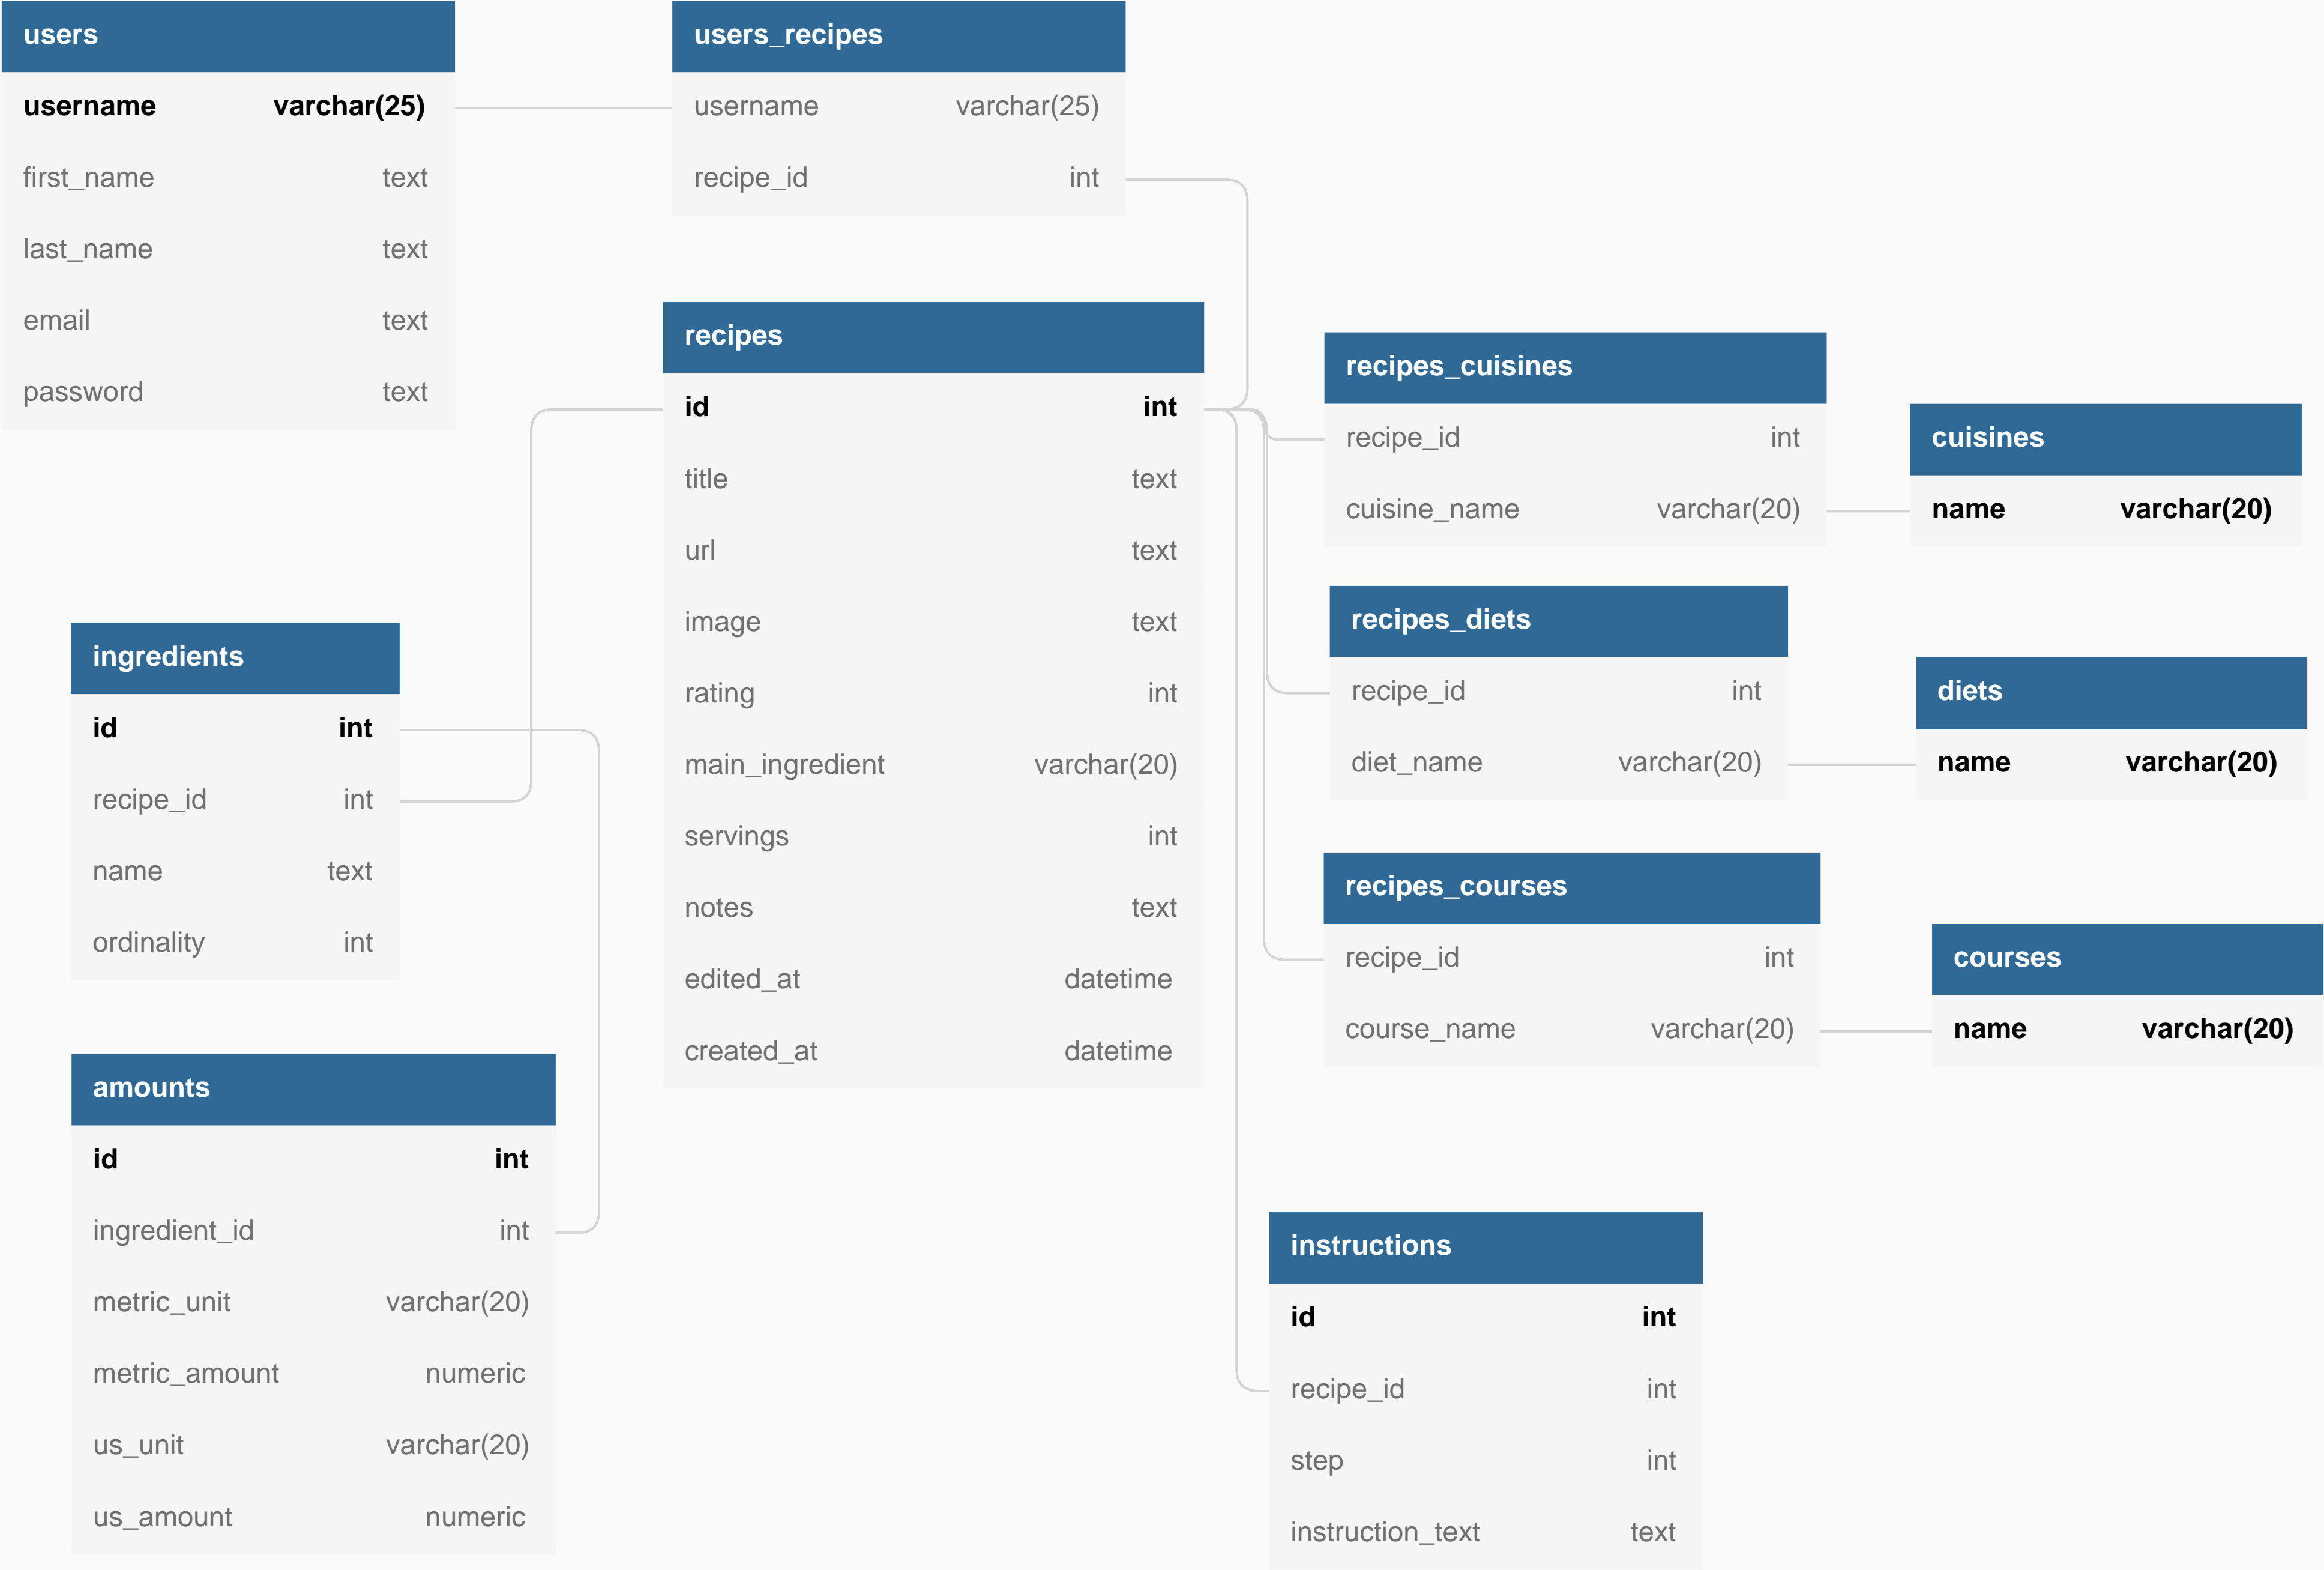 users
username varchar(25)
first_name text
last_name text
email text
password text
users_recipes
username varchar(25)
recipe_id int
recipes
id int
title text
url text
image text
rating int
main_ingredient varchar(20)
servings int
notes text
edited_at datetime
created_at datetime
recipes_cuisines
recipe_id int
cuisine_name varchar(20)
cuisines
name varchar(20)
recipes_diets
recipe_id int
diet_name varchar(20)
diets
name varchar(20)
recipes_courses
recipe_id int
course_name varchar(20)
courses
name varchar(20)
ingredients
id int
recipe_id int
name text
ordinality int
amounts
id int
ingredient_id int
metric_unit varchar(20)
metric_amount numeric
us_unit varchar(20)
us_amount numeric
instructions
id int
recipe_id int
step int
instruction_text text